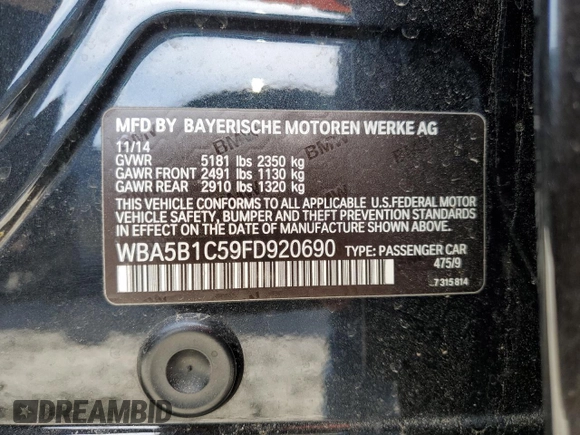 MFD BY BAYERISCHE MOTOREN WERKE AG
11/14
GVWR 5181 lbs 2350 kg
GAWR FRONT 2491 lbs 1130 kg
GAWR REAR 2910 lbs 1320 kg
THIS VEHICLE CONFORMS TO ALL APPLICABLE U.S.FEDERAL MOTOR
VEHICLE SAFETY, BUMPER AND THEFT PREVENTION STANDARDS
IN EFFECT ON THE DATE OF MANUFACTURE SHOWN ABOVE.
WBA5B1C59FD920690 TYPE: PASSENGER CAR
475/9
7315814
DREAMBID